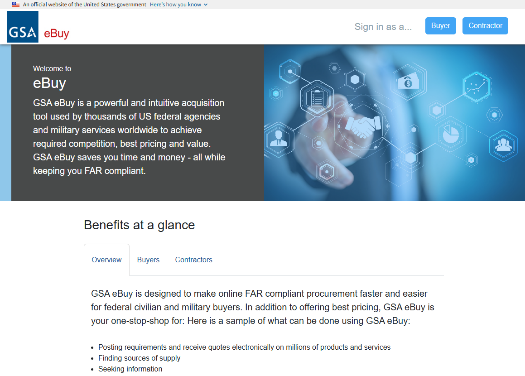 An official website of the United States government Here's how you know
GSA eBuy
Sign in as a...
Buyer
Contractor
Welcome to
eBuy
GSA eBuy is a powerful and intuitive acquisition
tool used by thousands of US federal agencies
and military services worldwide to achieve
required competition, best pricing and value.
GSA eBuy saves you time and money - all while
keeping you FAR compliant.
Benefits at a glance
Overview
Buyers
Contractors
GSA eBuy is designed to make online FAR compliant procurement faster and easier
for federal civilian and military buyers. In addition to offering best pricing, GSA eBuy is
your one-stop-shop for: Here is a sample of what can be done using GSA eBuy:
• Posting requirements and receive quotes electronically on millions of products and services
• Finding sources of supply
• Seeking information